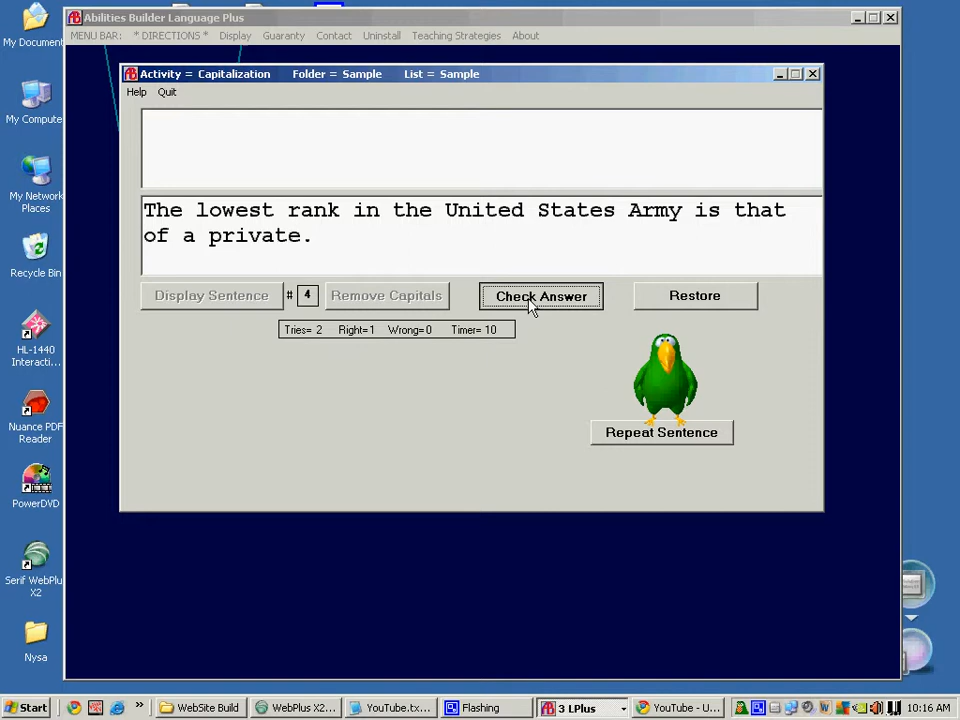 Abilities Builder Language Plus
MENU BAR: * DIRECTIONS * Display Guaranty Contact Uninstall Teaching Strategies About
My Document
Activity = Capitalization Folder = Sample List = Sample
Help Quit
My Compute
The lowest rank in the United States Army is that
of a private.
My Network
Places
Recycle Bin
Display Sentence # 4 Remove Capitals Check Answer Restore
Tries= 2 Right=1 Wrong=0 Timer= 10
HL-1440
Interacti...
Nuance PDF
Reader
Repeat Sentence
PowerDVD
Serif WebPlus
X2
Nysa
Start » WebSite Build WebPlus X2... YouTube.tx... Flashing 3 LPlus YouTube - U... 10:16 AM